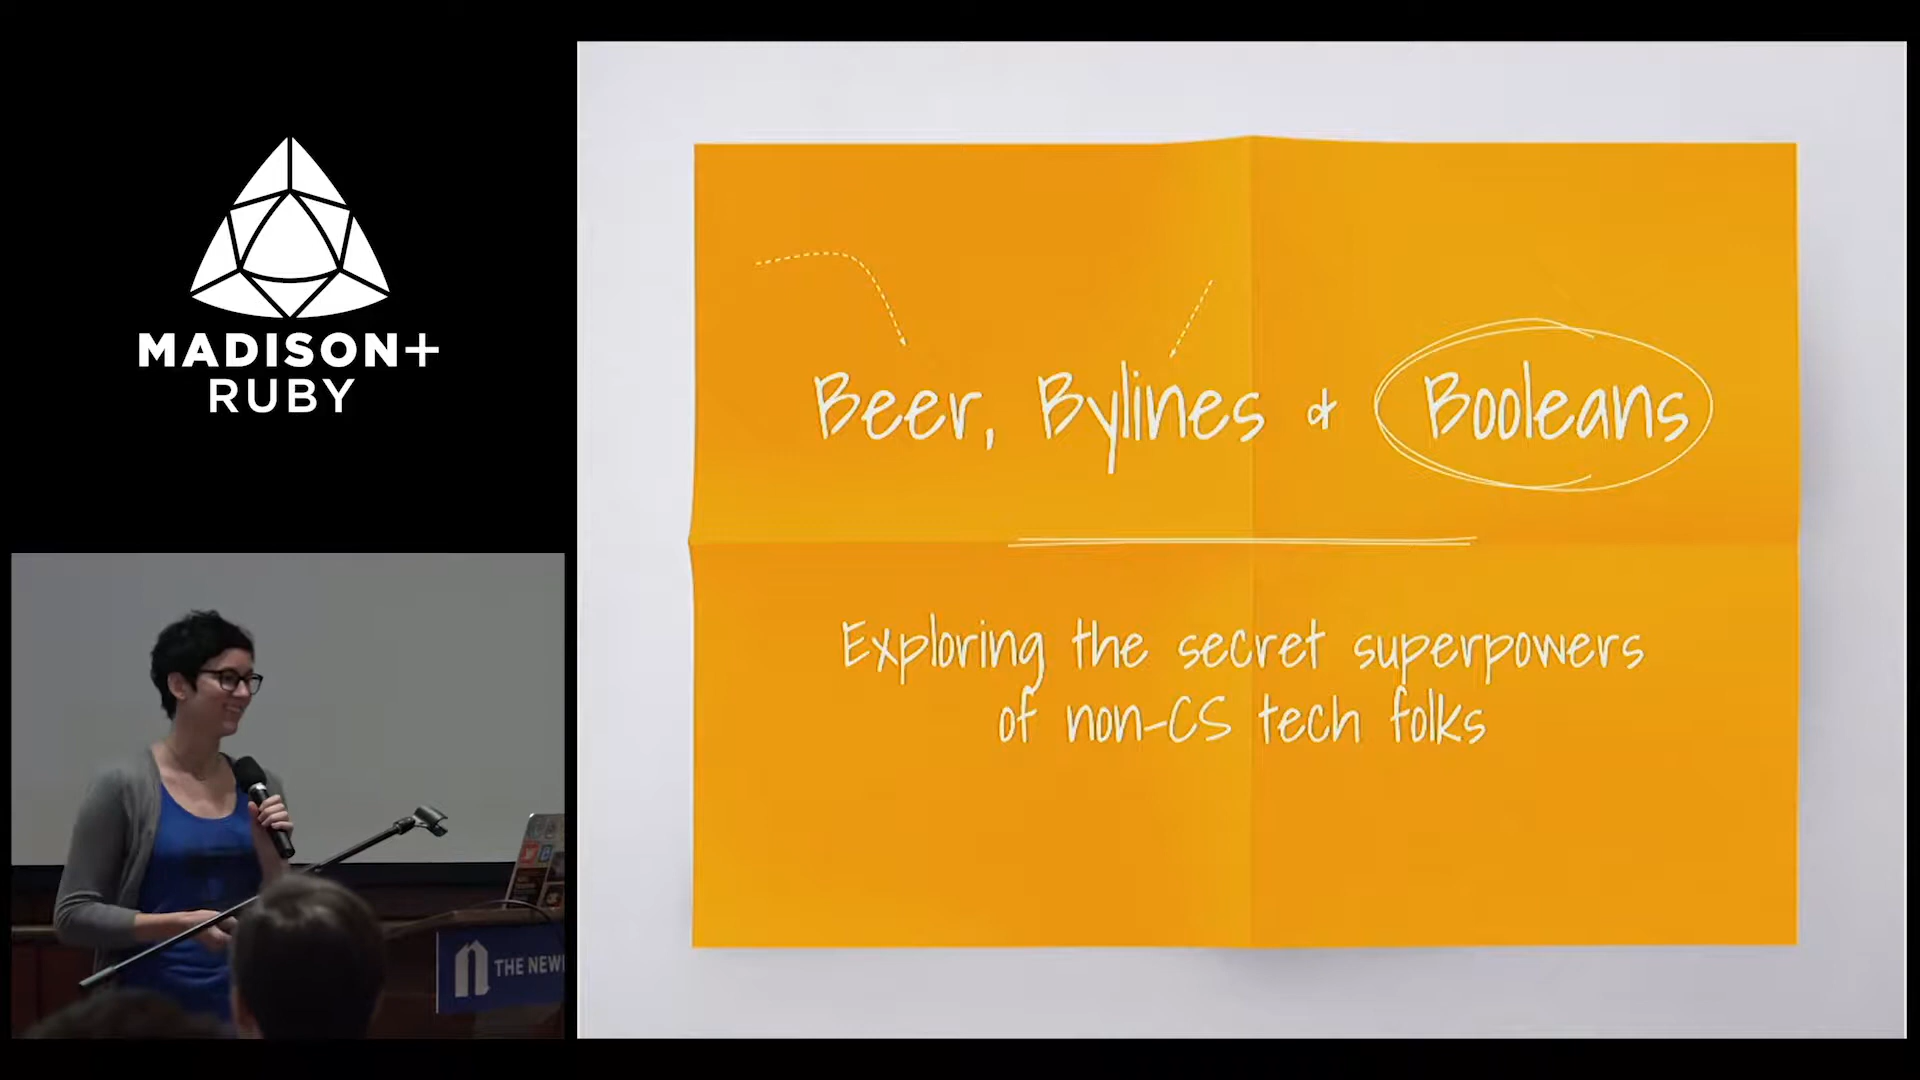 MADISON+
RUBY
Beer, Bylines & Booleans
Exploring the secret superpowers
of non-CS tech folks
n THE NEW